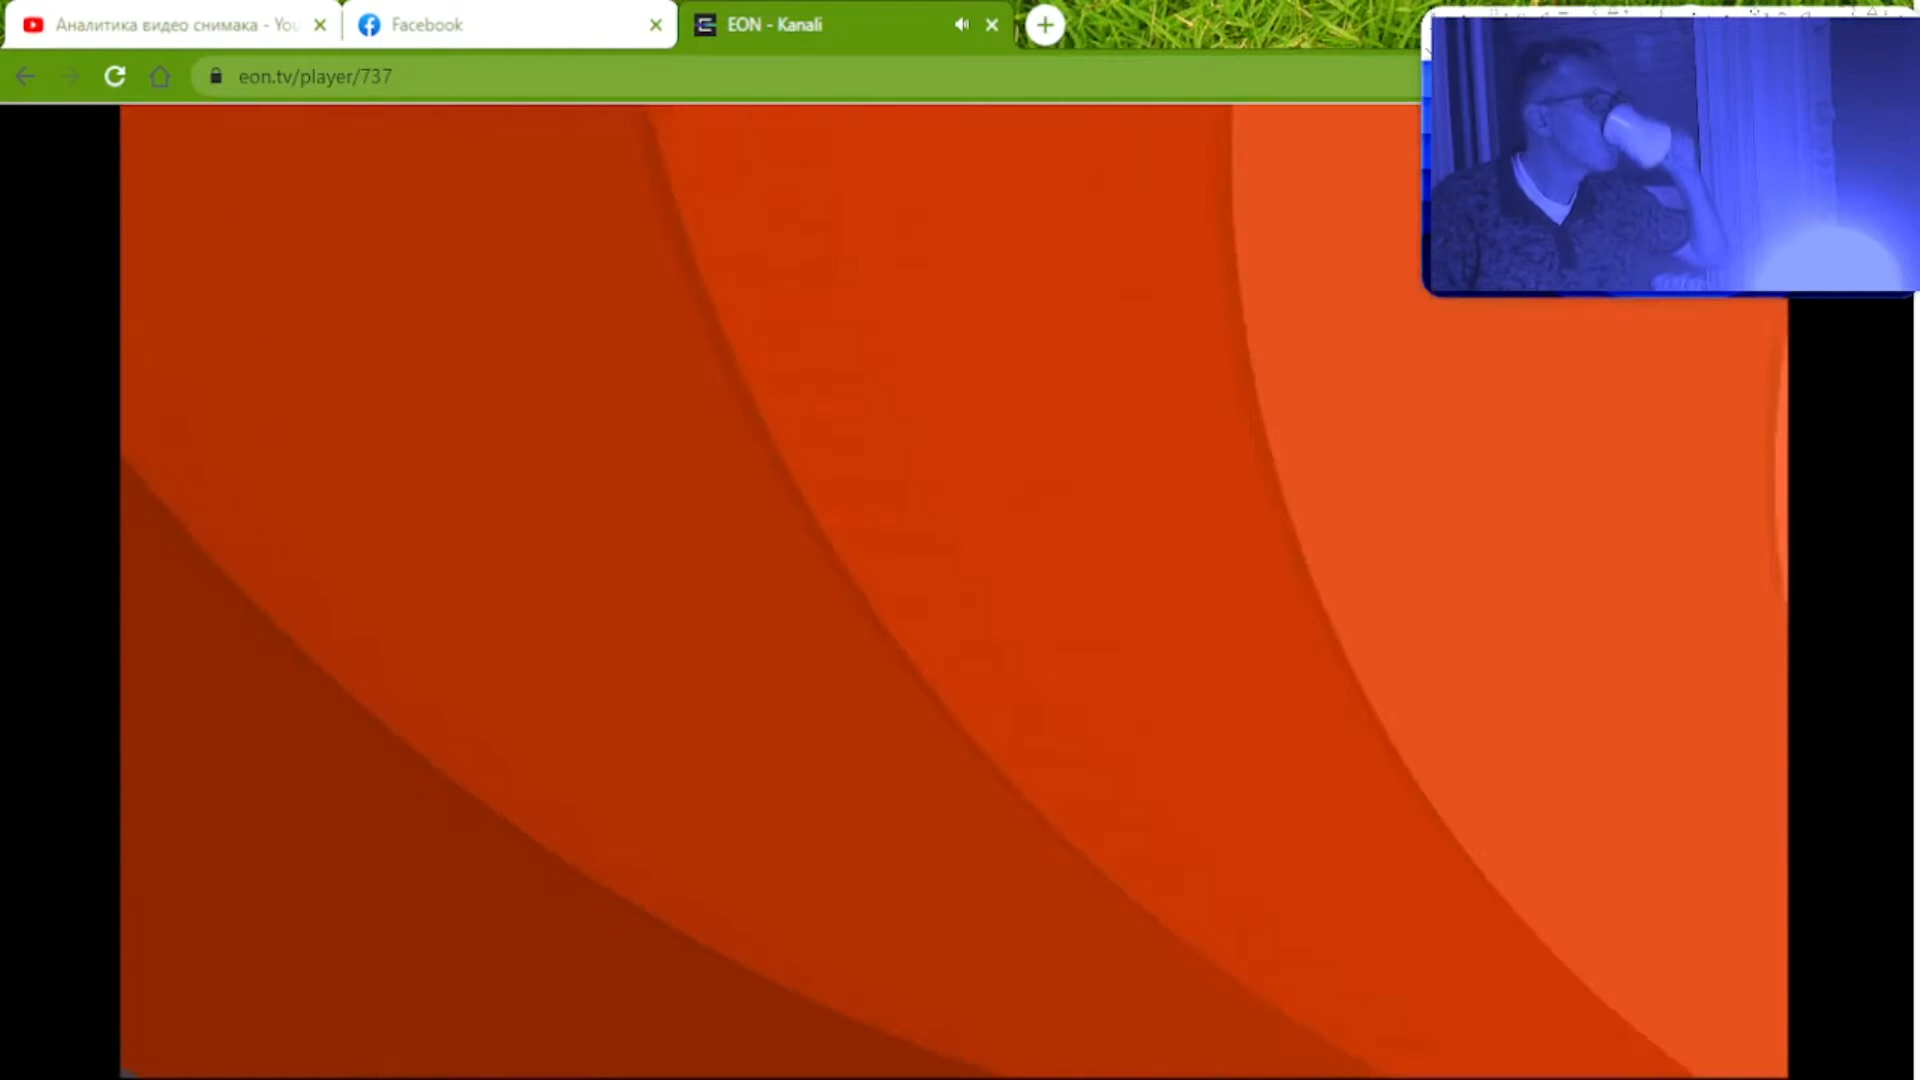 Аналитика видео снимака - You
Facebook
EON - Kanali
eon.tv/player/737